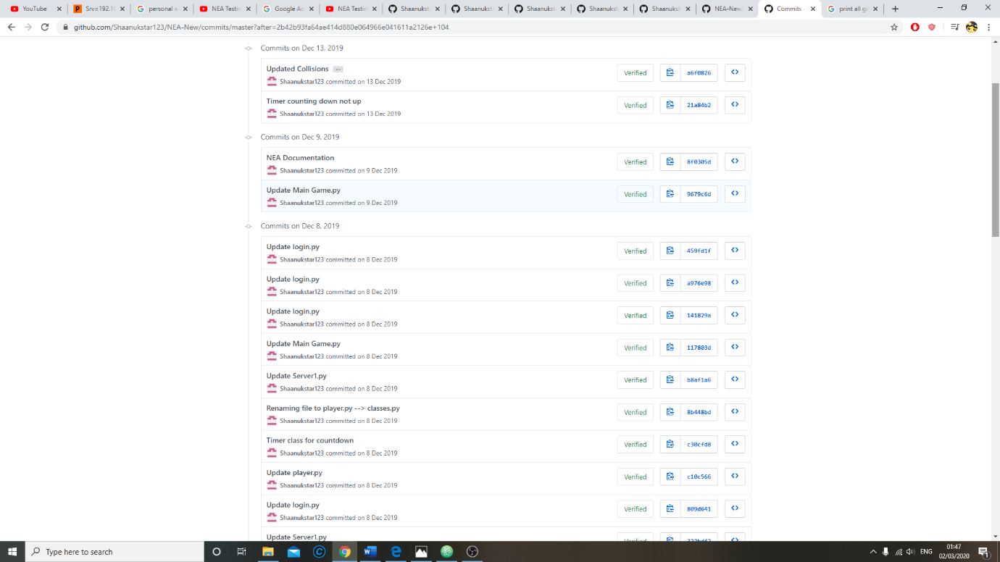 YouTube
Srv=192.1
personal a
NEA Testin
Google Ac
NEA Testin
Shaanukst
Shaanukst
Shaanukst
Shaanukst
Shaanukst
NEA-New/
Commits -
print all gi
github.com/Shaanukstar123/NEA-New/commits/master?after=2b42b93fa64ae414d880e064966e041611a2126e+104
Commits on Dec 13, 2019
Updated Collisions ...
Verified
a6f0826
Shaanukstar123 committed on 13 Dec 2019
Timer counting down not up
Verified
21a84b2
Shaanukstar123 committed on 13 Dec 2019
Commits on Dec 9, 2019
NEA Documentation
Verified
8f0305d
Shaanukstar123 committed on 9 Dec 2019
Update Main Game.py
Verified
9679c6d
Shaanukstar123 committed on 9 Dec 2019
Commits on Dec 8, 2019
Update login.py
Verified
459fd1f
Shaanukstar123 committed on 8 Dec 2019
Update login.py
Verified
a976e98
Shaanukstar123 committed on 8 Dec 2019
Update login.py
Verified
141829a
Shaanukstar123 committed on 8 Dec 2019
Update Main Game.py
Verified
117803d
Shaanukstar123 committed on 8 Dec 2019
Update Server1.py
Verified
b8af1a6
Shaanukstar123 committed on 8 Dec 2019
Renaming file to player.py --> classes.py
Verified
8b448bd
Shaanukstar123 committed on 8 Dec 2019
Timer class for countdown
Verified
c30cfd8
Shaanukstar123 committed on 8 Dec 2019
Update player.py
Verified
c10c566
Shaanukstar123 committed on 8 Dec 2019
Update login.py
Verified
809d641
Shaanukstar123 committed on 8 Dec 2019
Update Server1.py
Verified
Type here to search
ENG
01:47
02/03/2020